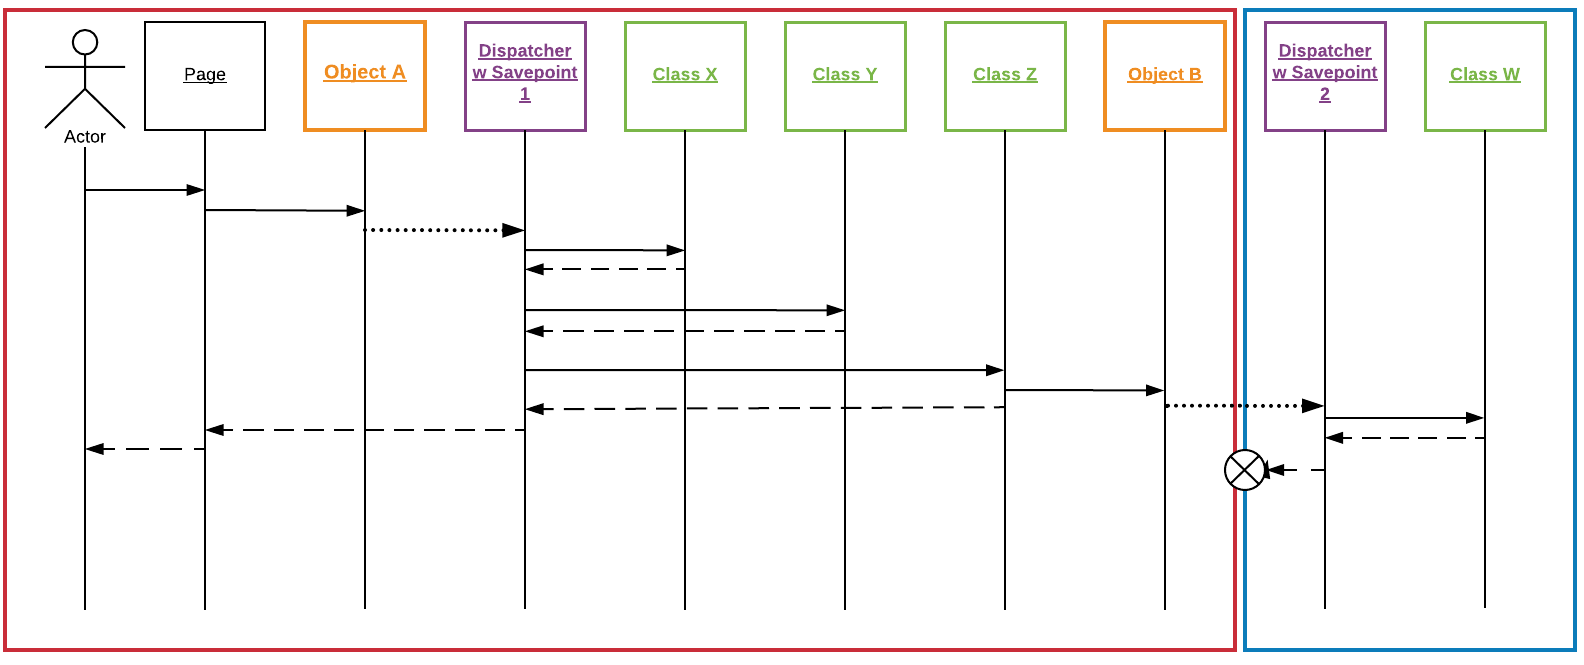 Actor
Page
Object A
Dispatcher
w Savepoint
1
Class X
Class Y
Class Z
Object B
Dispatcher
w Savepoint
2
Class W